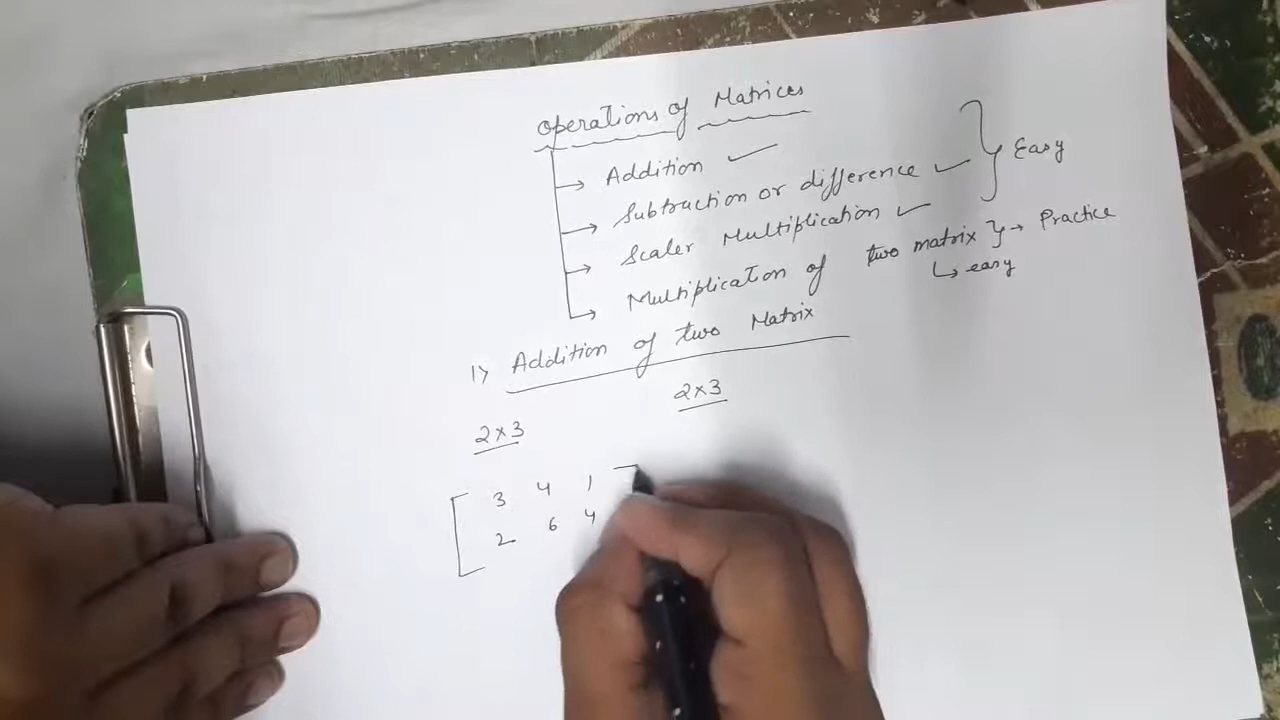 operations of Matrices
→ Addition ✓
→ Subtraction or difference ✓
→ Scaler Multiplication ✓
} Easy
→ Multiplication of two matrix } → Practice
↳ easy
1) Addition of two Matrix
2×3 2×3
3 4 1
2 6 4